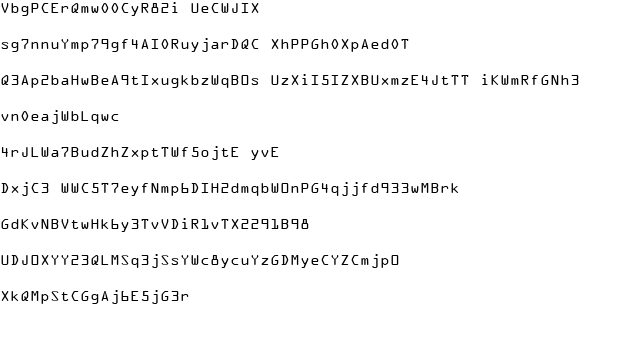 VbgPCErQmw00CyR82i UeCWJIX
sg7nnuYmp79gf4AI0RuyjarDQC XhPPGh0XpAed0T
Q3Ap2baHwBeA9tIxugkbzWqB0s UzXiI5IZXBUxmzE4JtTT iKWmRfGNh3
vn0eajWbLqwc
4rJLWa7BudZhZxptTWf5ojtE yvE
DxjC3 WWC5T7eyfNmp6DIH2dmqbW0nPG4qjjfd933wMBrk
GdKvNBVtwHk6y3TvVDiR1vTX2291B98
UDJ0XYY23QLMSq3jSsYWc8ycuYzGDMyeCYZCmjp0
XkQMpStCGgAj6E5jG3r